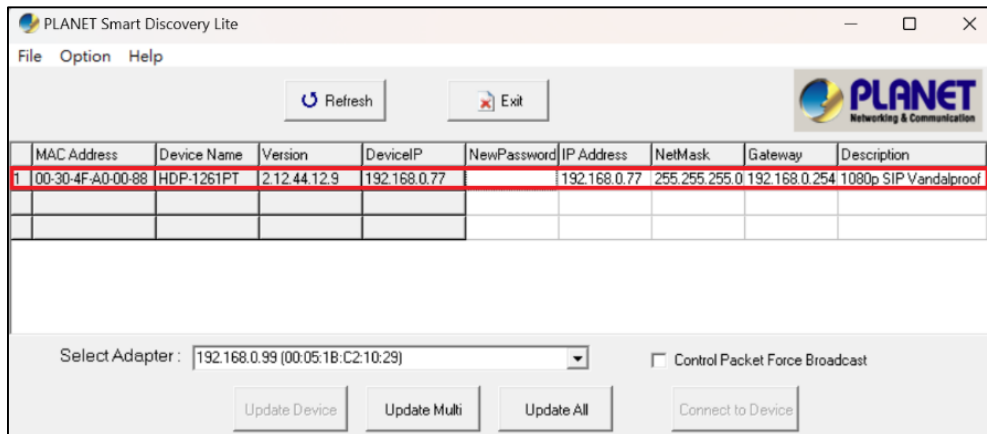 PLANET Smart Discovery Lite
File Option Help
Refresh Exit
PLANET
Networking & Communication
MAC Address Device Name Version DeviceIP NewPassword IP Address NetMask Gateway Description
1 00-30-4F-A0-00-88 HDP-1261PT 2.12.44.12.9 192.168.0.77 192.168.0.77 255.255.255.0 192.168.0.254 1080p SIP Vandalproof
Select Adapter : 192.168.0.99 (00:05:1B:C2:10:29) Control Packet Force Broadcast
Update Device Update Multi Update All Connect to Device